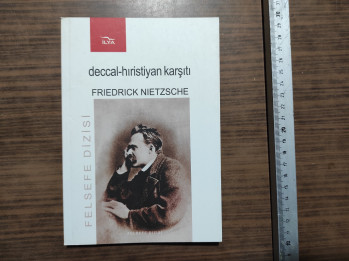 İLYA
deccal-hıristiyan karşıtı
FRIEDRICK NIETZSCHE
FELSEFE DİZİSİ